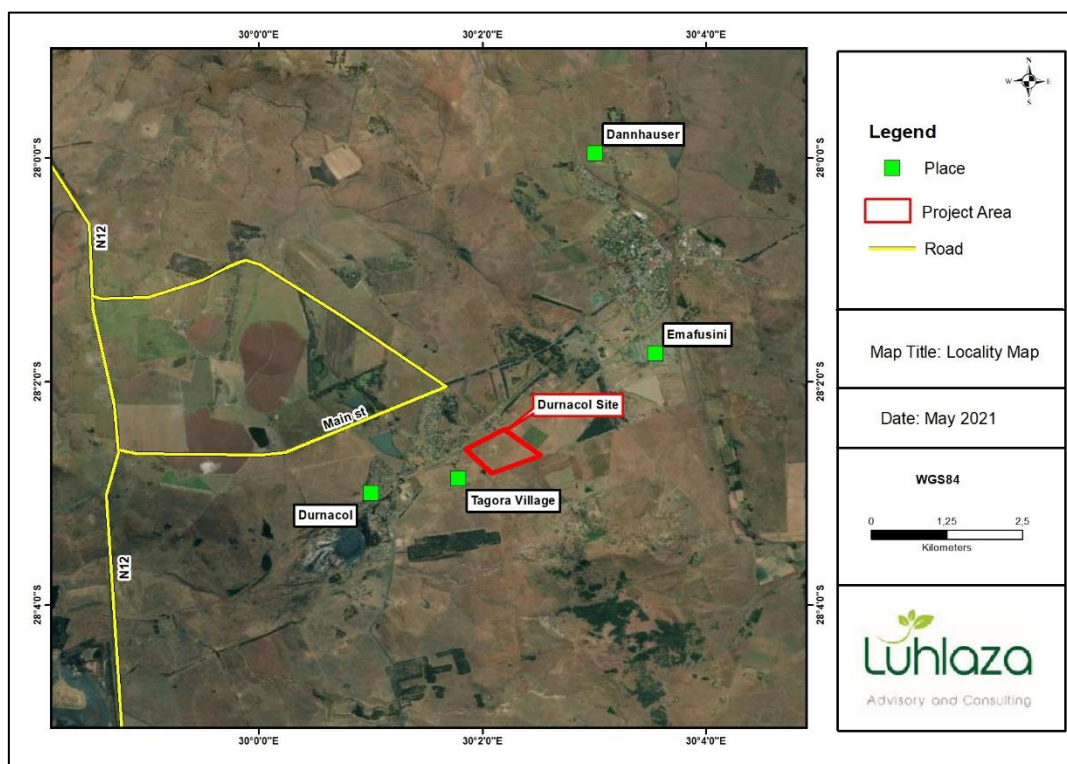 30°0'0"E
30°2'0"E
30°4'0"E
28°0'0"S
28°2'0"S
28°4'0"S
Dannhauser
N12
Emafusini
Main st
Durnacol Site
Tagora Village
Durnacol
N12
28°0'0"S
28°2'0"S
28°4'0"S
30°0'0"E
30°2'0"E
30°4'0"E
N
W
E
S
Legend
Place
Project Area
Road
Map Title: Locality Map
Date: May 2021
WGS84
0 1,25 2,5
Kilometers
Luhlaza
Advisory and Consulting